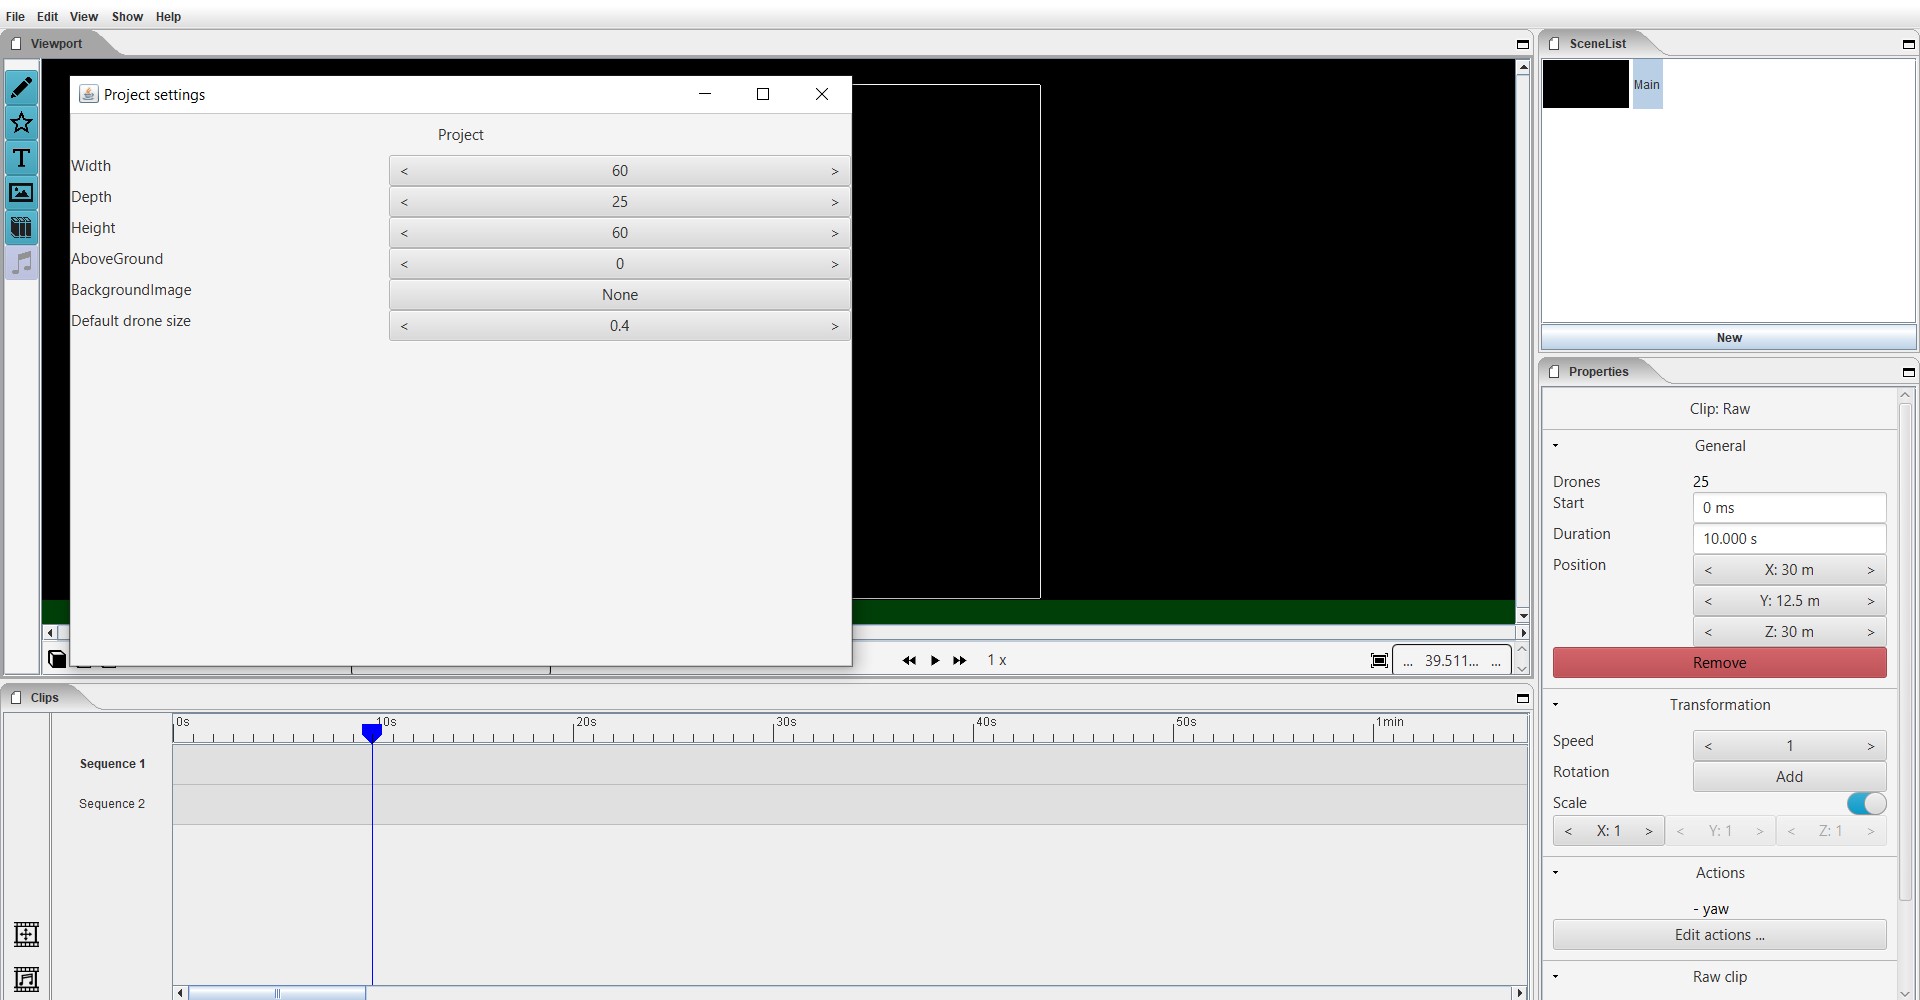 File Edit View Show Help
Viewport
SceneList
Project settings
Main
Project
Width
< 60 >
Depth
< 25 >
Height
< 60 >
AboveGround
< 0 >
BackgroundImage
None
Default drone size
< 0.4 >
New
Properties
Clip: Raw
General
Drones
25
Start
0 ms
Duration
10.000 s
Position
< X: 30 m >
< Y: 12.5 m >
< Z: 30 m >
Remove
1 x
... 39.511... ...
Transformation
Speed
< 1 >
Rotation
Add
Scale
< X: 1 > < Y: 1 > < Z: 1 >
Actions
- yaw
Edit actions ...
Raw clip
Clips
0s 10s 20s 30s 40s 50s 1min
Sequence 1
Sequence 2